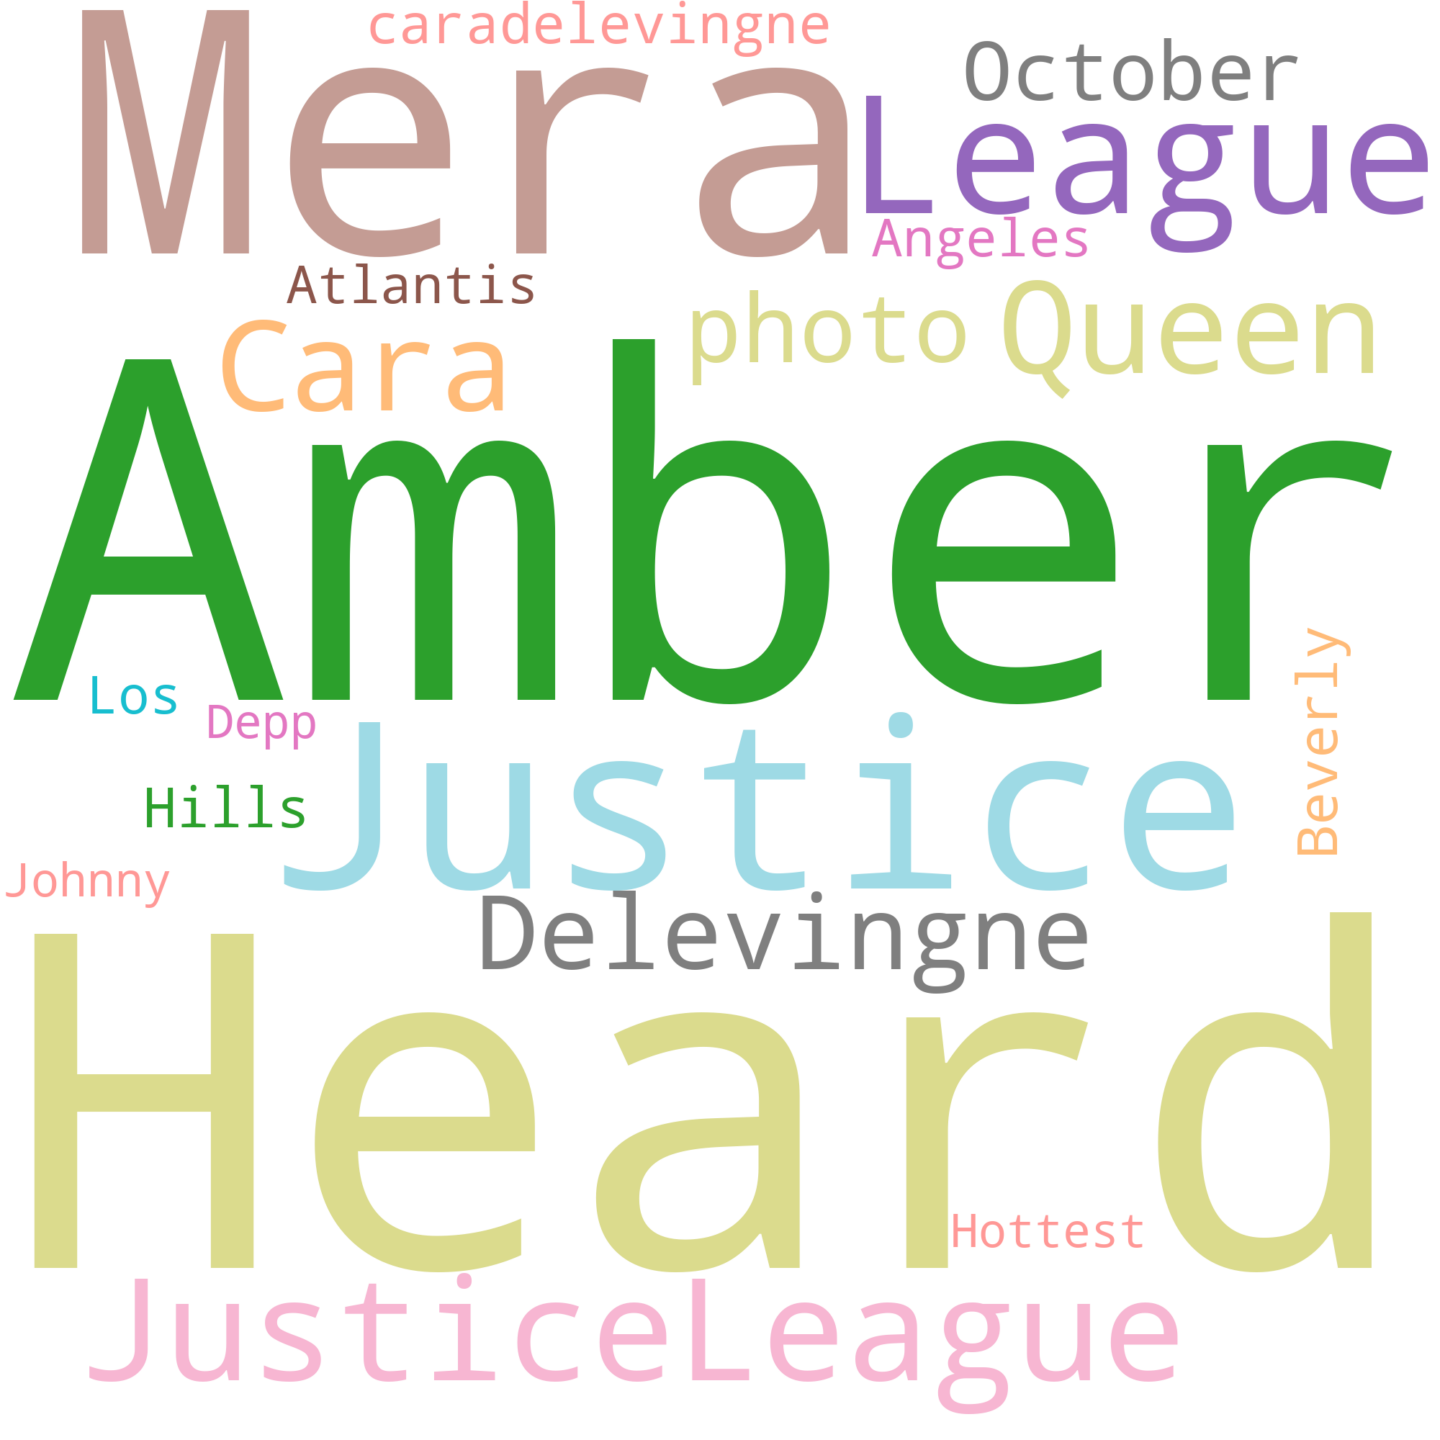 caradelevingne
Mera
October
League
Angeles
Atlantis
photo
Queen
Cara
Amber
Beverly
Los
Depp
Justice
Hills
Johnny
Delevingne
Heard
Hottest
JusticeLeague